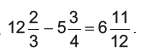 12 2/3 − 5 3/4 = 6 11/12.